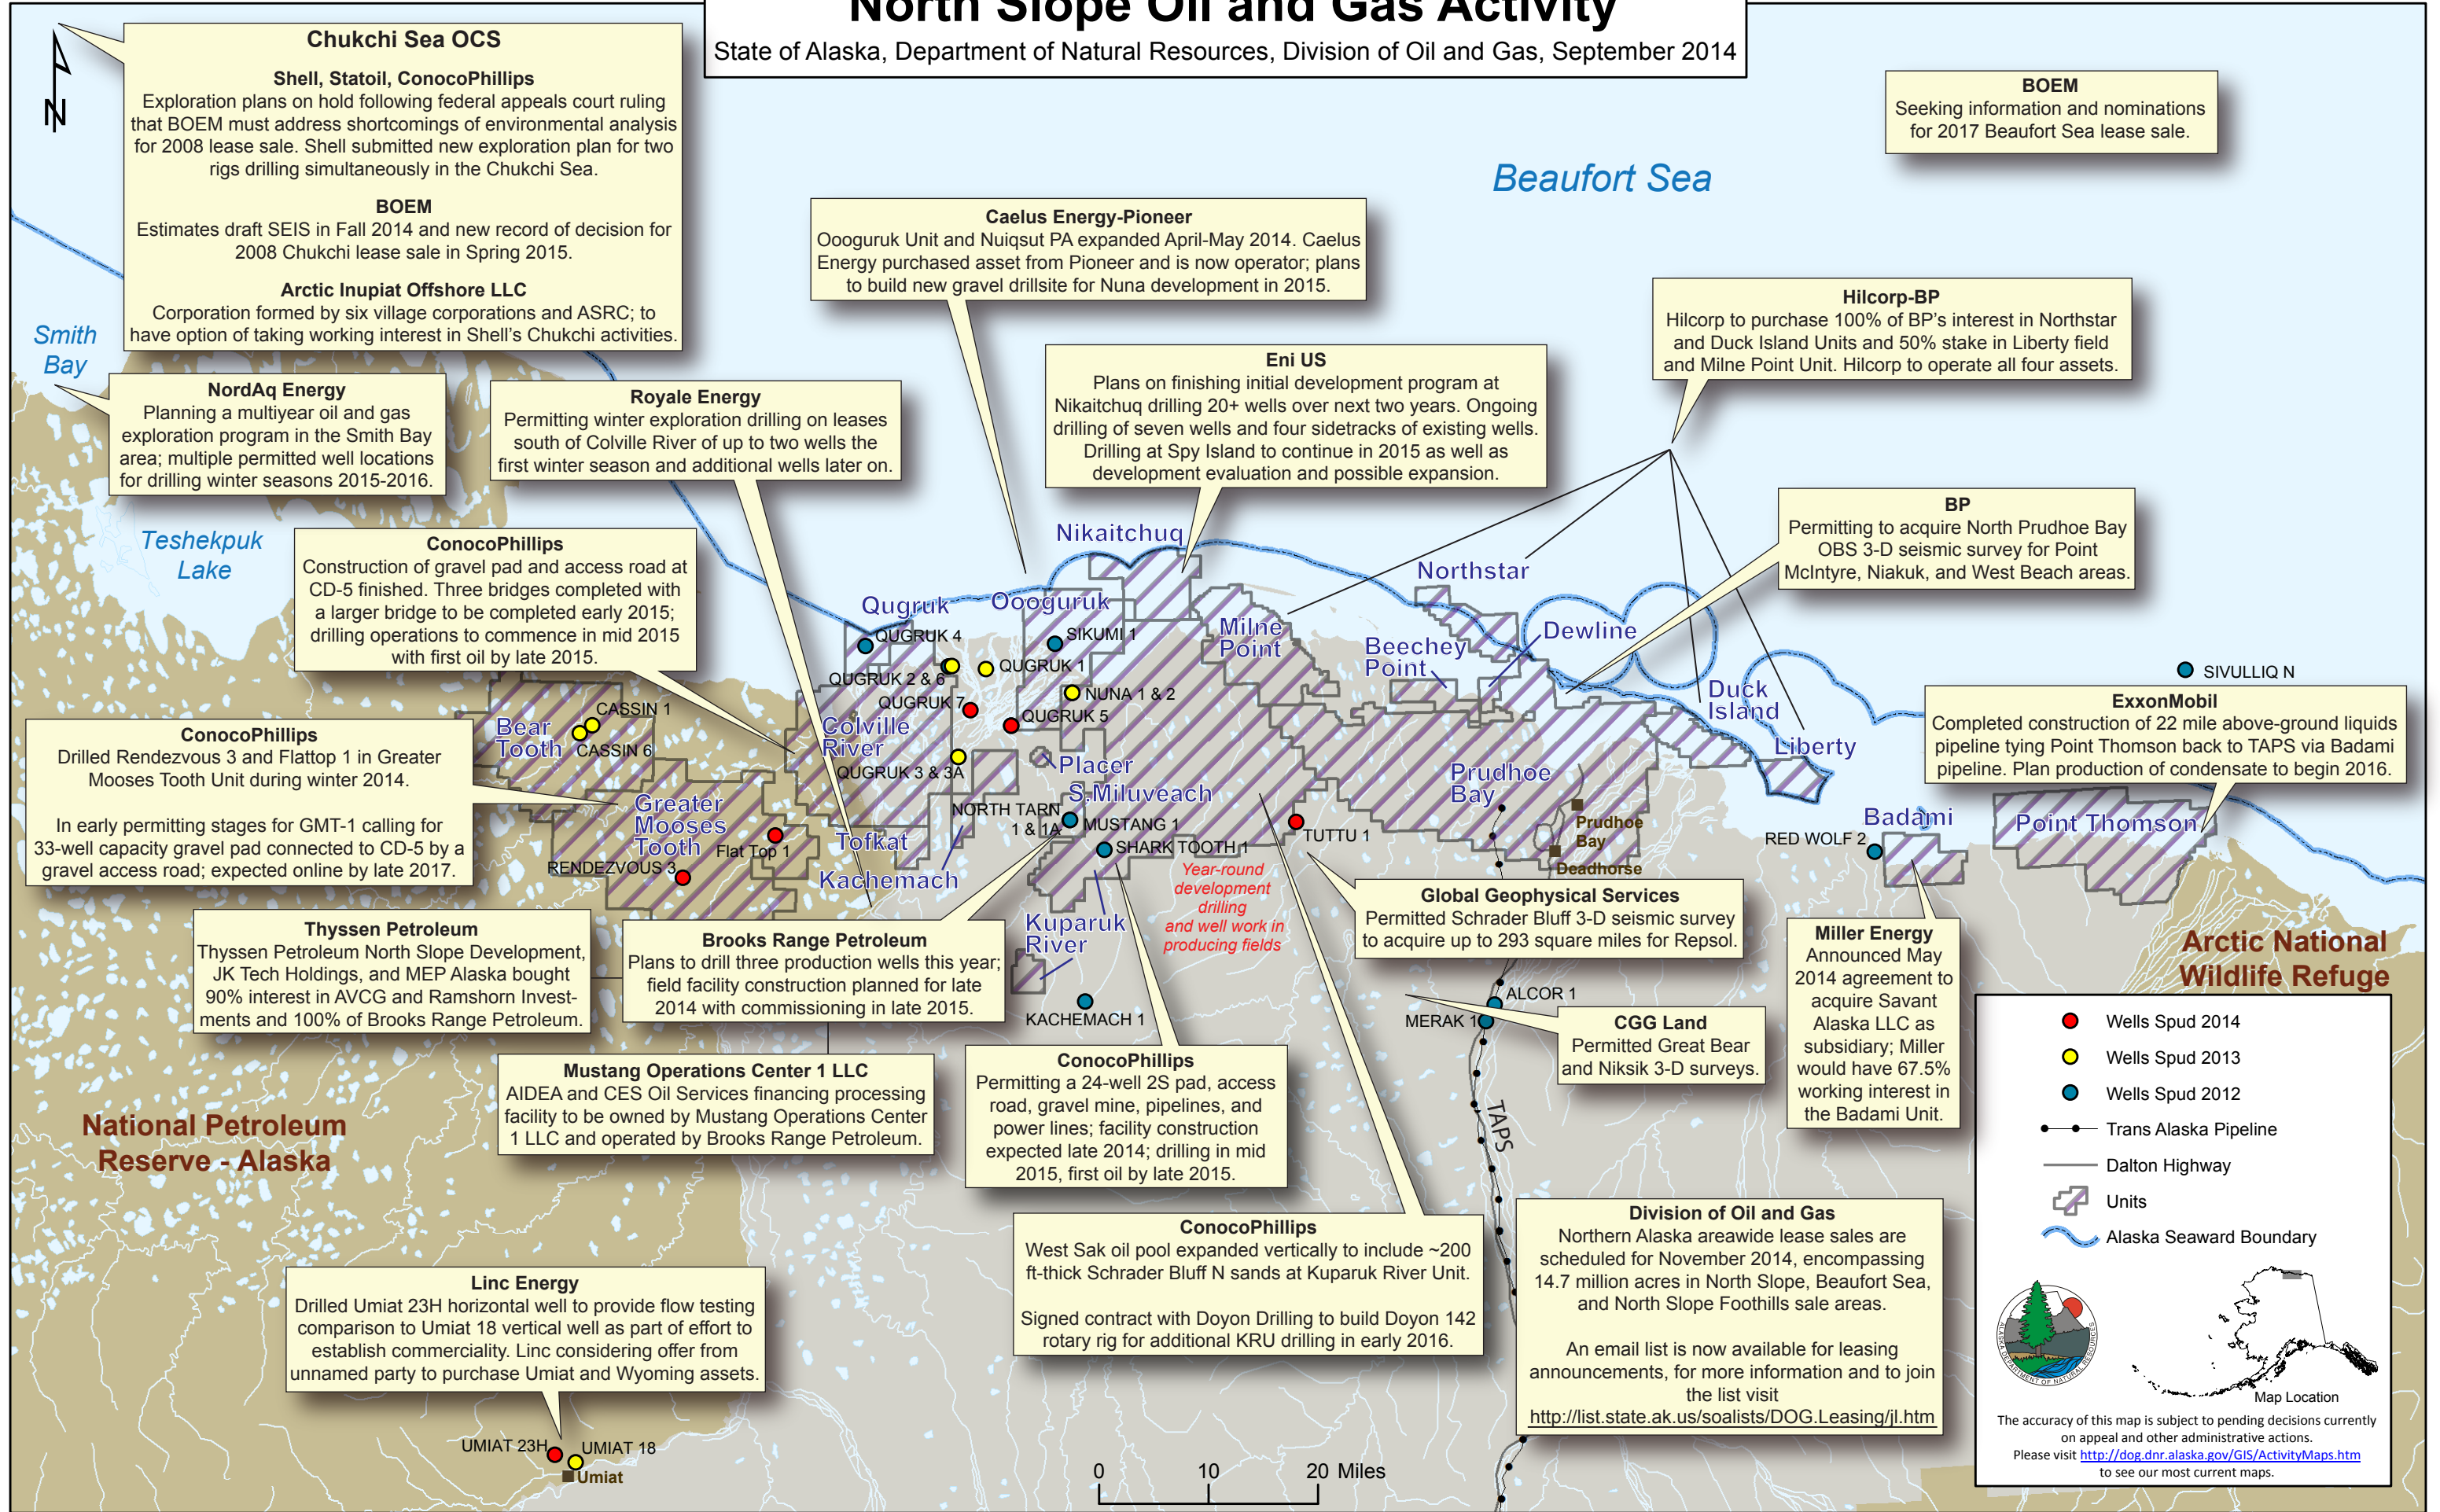 North Slope Oil and Gas Activity
State of Alaska, Department of Natural Resources, Division of Oil and Gas, September 2014
N
Chukchi Sea OCS
Shell, Statoil, ConocoPhillips
Exploration plans on hold following federal appeals court ruling
that BOEM must address shortcomings of environmental analysis
for 2008 lease sale. Shell submitted new exploration plan for two
rigs drilling simultaneously in the Chukchi Sea.
BOEM
Estimates draft SEIS in Fall 2014 and new record of decision for
2008 Chukchi lease sale in Spring 2015.
Arctic Inupiat Offshore LLC
Corporation formed by six village corporations and ASRC; to
have option of taking working interest in Shell's Chukchi activities.
BOEM
Seeking information and nominations
for 2017 Beaufort Sea lease sale.
Beaufort Sea
Caelus Energy-Pioneer
Oooguruk Unit and Nuiqsut PA expanded April-May 2014. Caelus
Energy purchased asset from Pioneer and is now operator; plans
to build new gravel drillsite for Nuna development in 2015.
Hilcorp-BP
Hilcorp to purchase 100% of BP's interest in Northstar
and Duck Island Units and 50% stake in Liberty field
and Milne Point Unit. Hilcorp to operate all four assets.
Smith
Bay
NordAq Energy
Planning a multiyear oil and gas
exploration program in the Smith Bay
area; multiple permitted well locations
for drilling winter seasons 2015-2016.
Royale Energy
Permitting winter exploration drilling on leases
south of Colville River of up to two wells the
first winter season and additional wells later on.
Eni US
Plans on finishing initial development program at
Nikaitchuq drilling 20+ wells over next two years. Ongoing
drilling of seven wells and four sidetracks of existing wells.
Drilling at Spy Island to continue in 2015 as well as
development evaluation and possible expansion.
BP
Permitting to acquire North Prudhoe Bay
OBS 3-D seismic survey for Point
McIntyre, Niakuk, and West Beach areas.
Teshekpuk
Lake
ConocoPhillips
Construction of gravel pad and access road at
CD-5 finished. Three bridges completed with
a larger bridge to be completed early 2015;
drilling operations to commence in mid 2015
with first oil by late 2015.
Nikaitchuq
Northstar
Qugruk
Oooguruk
Milne
Point
Beechey
Point
Dewline
Duck
Island
Liberty
QUGRUK 4
SIKUMI 1
QUGRUK 1
QUGRUK 2 & 6
NUNA 1 & 2
QUGRUK 7
QUGRUK 5
QUGRUK 3 & 3A
SIVULLIQ N
ExxonMobil
Completed construction of 22 mile above-ground liquids
pipeline tying Point Thomson back to TAPS via Badami
pipeline. Plan production of condensate to begin 2016.
ConocoPhillips
Drilled Rendezvous 3 and Flattop 1 in Greater
Mooses Tooth Unit during winter 2014.
In early permitting stages for GMT-1 calling for
33-well capacity gravel pad connected to CD-5 by a
gravel access road; expected online by late 2017.
Bear
Tooth
CASSIN 1
CASSIN 6
Colville
River
Placer
S.Miluveach
Prudhoe
Bay
Greater
Mooses
Tooth
Flat Top 1
RENDEZVOUS 3
Tofkat
Kachemach
NORTH TARN
1 & 1A
MUSTANG 1
SHARK TOOTH 1
TUTTU 1
Prudhoe
Bay
Deadhorse
RED WOLF 2
Badami
Point Thomson
Year-round
development
drilling
and well work in
producing fields
Kuparuk
River
Global Geophysical Services
Permitted Schrader Bluff 3-D seismic survey
to acquire up to 293 square miles for Repsol.
Thyssen Petroleum
Thyssen Petroleum North Slope Development,
JK Tech Holdings, and MEP Alaska bought
90% interest in AVCG and Ramshorn Invest-
ments and 100% of Brooks Range Petroleum.
Brooks Range Petroleum
Plans to drill three production wells this year;
field facility construction planned for late
2014 with commissioning in late 2015.
Miller Energy
Announced May
2014 agreement to
acquire Savant
Alaska LLC as
subsidiary; Miller
would have 67.5%
working interest in
the Badami Unit.
Arctic National
Wildlife Refuge
KACHEMACH 1
ALCOR 1
MERAK 1
CGG Land
Permitted Great Bear
and Niksik 3-D surveys.
Mustang Operations Center 1 LLC
AIDEA and CES Oil Services financing processing
facility to be owned by Mustang Operations Center
1 LLC and operated by Brooks Range Petroleum.
ConocoPhillips
Permitting a 24-well 2S pad, access
road, gravel mine, pipelines, and
power lines; facility construction
expected late 2014; drilling in mid
2015, first oil by late 2015.
TAPS
National Petroleum
Reserve - Alaska
ConocoPhillips
West Sak oil pool expanded vertically to include ~200
ft-thick Schrader Bluff N sands at Kuparuk River Unit.
Signed contract with Doyon Drilling to build Doyon 142
rotary rig for additional KRU drilling in early 2016.
Division of Oil and Gas
Northern Alaska areawide lease sales are
scheduled for November 2014, encompassing
14.7 million acres in North Slope, Beaufort Sea,
and North Slope Foothills sale areas.
An email list is now available for leasing
announcements, for more information and to join
the list visit
http://list.state.ak.us/soalists/DOG.Leasing/jl.htm
Linc Energy
Drilled Umiat 23H horizontal well to provide flow testing
comparison to Umiat 18 vertical well as part of effort to
establish commerciality. Linc considering offer from
unnamed party to purchase Umiat and Wyoming assets.
UMIAT 23H
UMIAT 18
Umiat
0 10 20 Miles
Wells Spud 2014
Wells Spud 2013
Wells Spud 2012
Trans Alaska Pipeline
Dalton Highway
Units
Alaska Seaward Boundary
ALASKA DEPARTMENT OF NATURAL RESOURCES
Map Location
The accuracy of this map is subject to pending decisions currently
on appeal and other administrative actions.
Please visit http://dog.dnr.alaska.gov/GIS/ActivityMaps.htm
to see our most current maps.